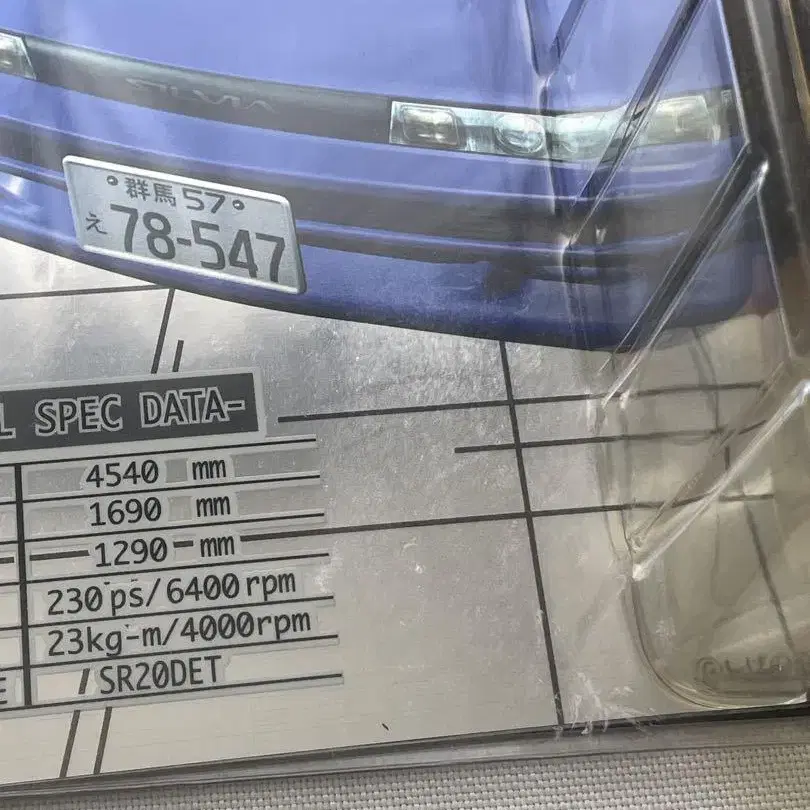 SILVIA
群馬 57
え 78-547
L SPEC DATA-
4540 mm
1690 mm
1290 mm
230ps/6400rpm
23kg-m/4000rpm
E SR20DET